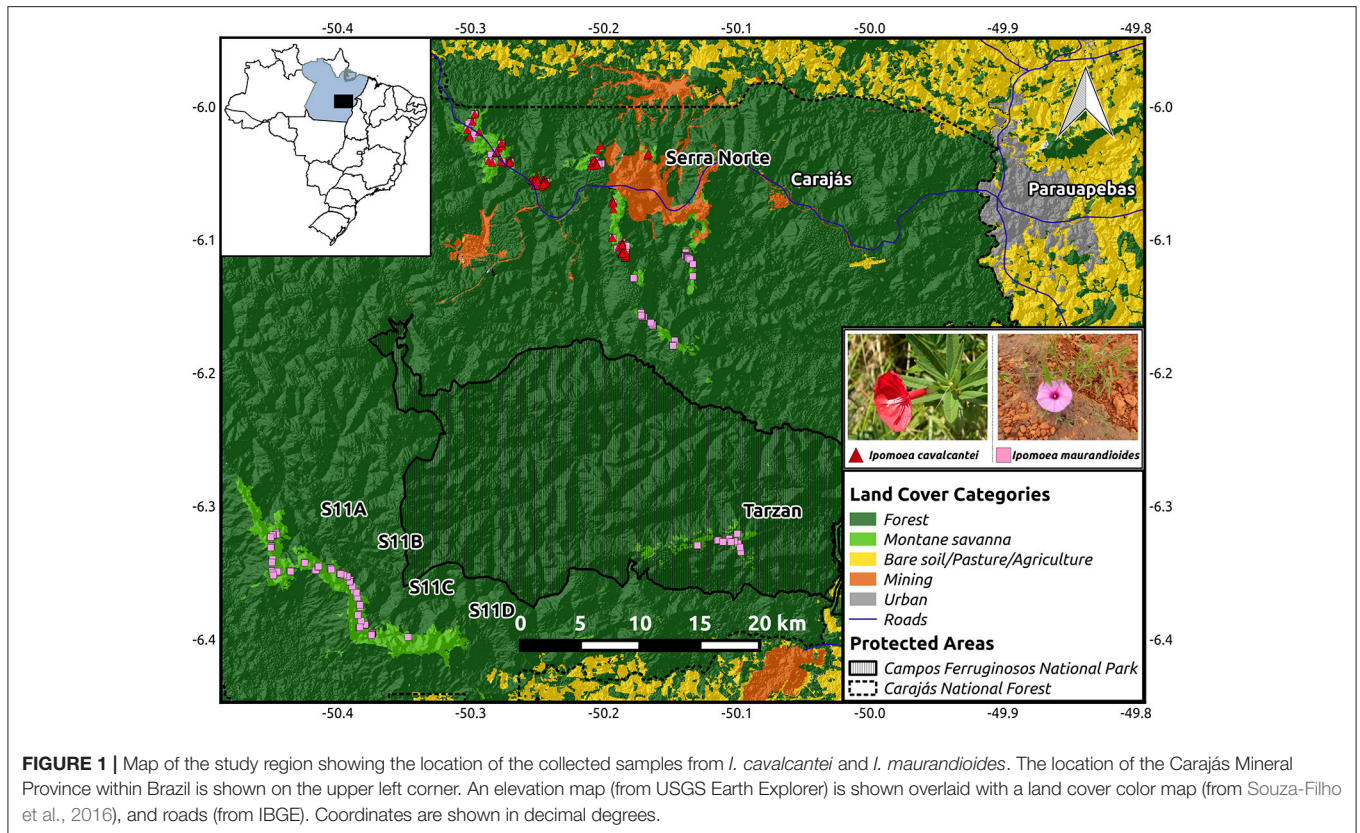 -50.4 -50.3 -50.2 -50.1 -50.0 -49.9 -49.8
-6.0 -6.0
Serra Norte
Carajás
Parauapebas
-6.1 -6.1
-6.2 -6.2
Ipomoea cavalcantei Ipomoea maurandioides
Land Cover Categories
Forest
Montane savanna
Bare soil/Pasture/Agriculture
Mining
Urban
Roads
Protected Areas
Campos Ferruginosos National Park
Carajás National Forest
-6.3 -6.3
S11A
S11B
S11C
S11D
Tarzan
0 5 10 15 20 km
-6.4 -6.4
-50.4 -50.3 -50.2 -50.1 -50.0 -49.9 -49.8
FIGURE 1 | Map of the study region showing the location of the collected samples from I. cavalcantei and I. maurandioides. The location of the Carajás Mineral
Province within Brazil is shown on the upper left corner. An elevation map (from USGS Earth Explorer) is shown overlaid with a land cover color map (from Souza-Filho
et al., 2016), and roads (from IBGE). Coordinates are shown in decimal degrees.